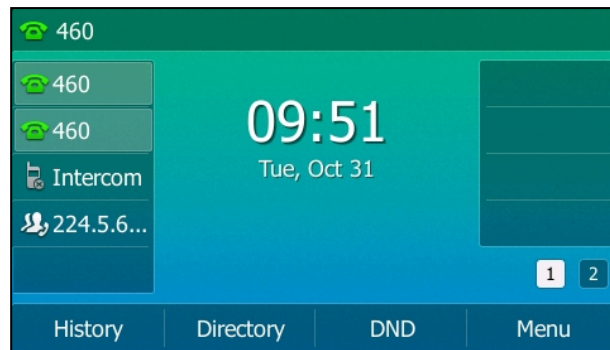 460
460
460
Intercom
224.5.6...
09:51
Tue, Oct 31
1 2
History Directory DND Menu